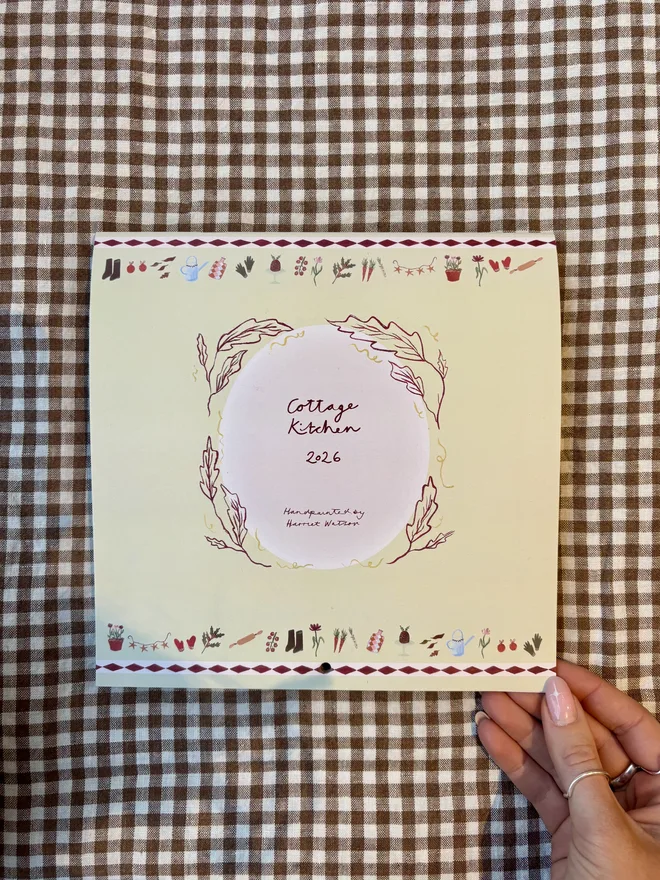 Cottage
Kitchen
2026
Handpainted by
Harriet Watson